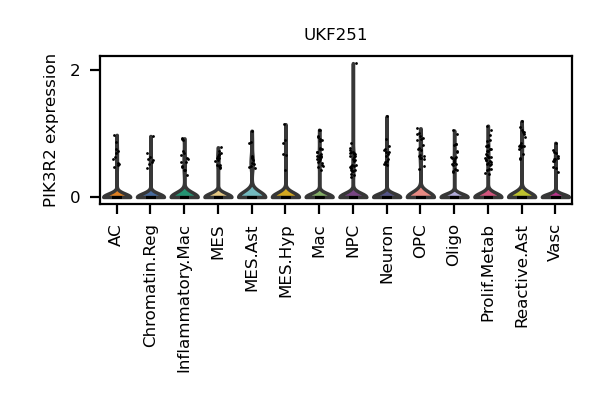 UKF251
PIK3R2 expression
2
0
AC
Chromatin.Reg
Inflammatory.Mac
MES
MES.Ast
MES.Hyp
Mac
NPC
Neuron
OPC
Oligo
Prolif.Metab
Reactive.Ast
Vasc